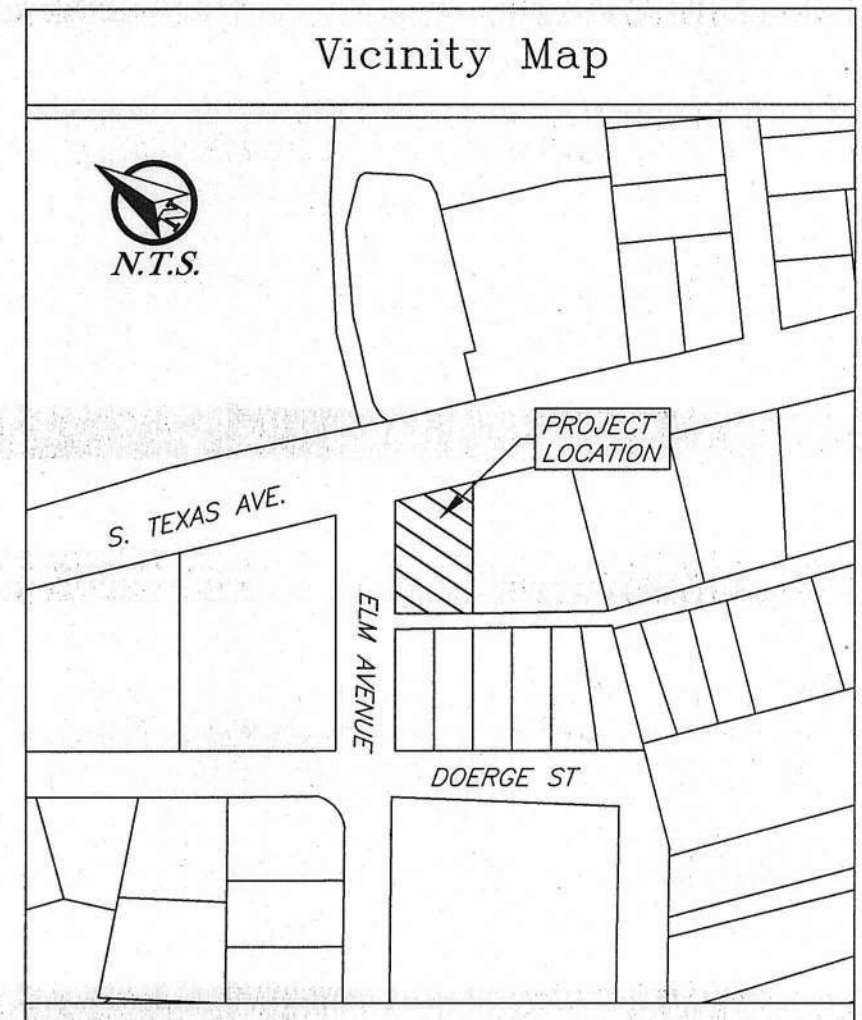 Vicinity Map
N
N.T.S.
PROJECT
LOCATION
S. TEXAS AVE.
ELM AVENUE
DOERGE ST